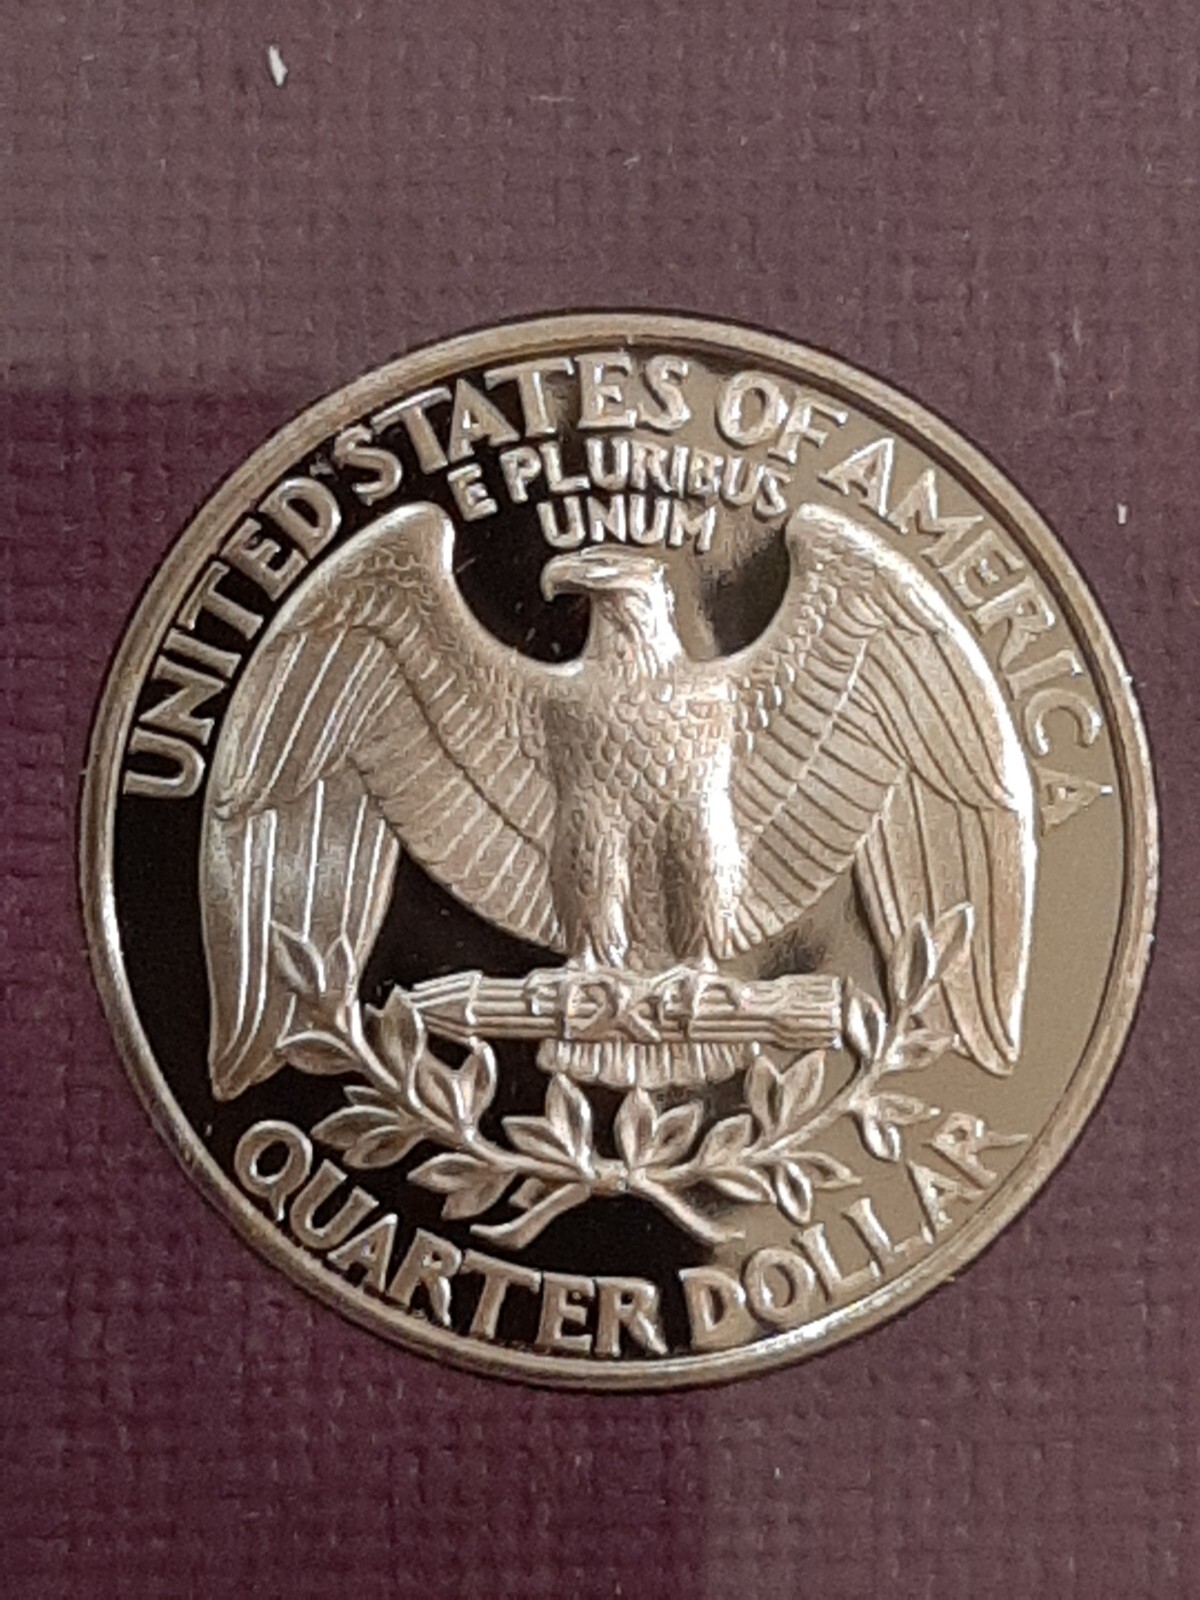 UNITED STATES OF AMERICA
E PLURIBUS
UNUM
QUARTER DOLLAR